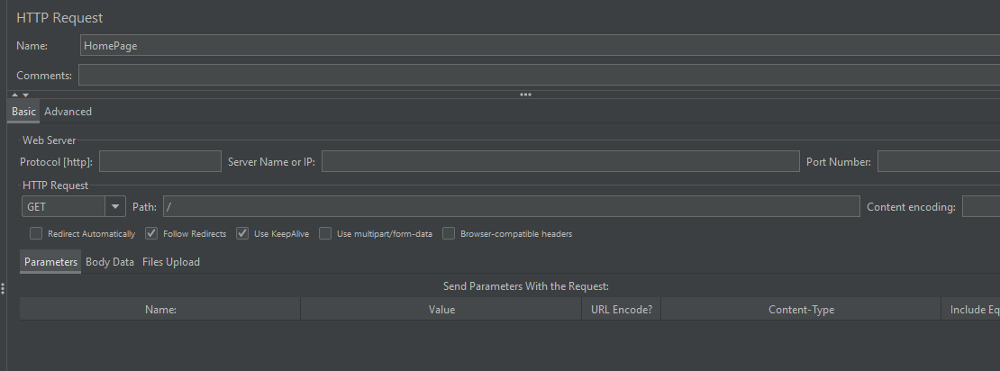 HTTP Request
Name: HomePage
Comments:
Basic Advanced
Web Server
Protocol [http]: Server Name or IP: Port Number:
HTTP Request
GET Path: / Content encoding:
Redirect Automatically Follow Redirects Use KeepAlive Use multipart/form-data Browser-compatible headers
Parameters Body Data Files Upload
Send Parameters With the Request:
Name: Value URL Encode? Content-Type Include Eq